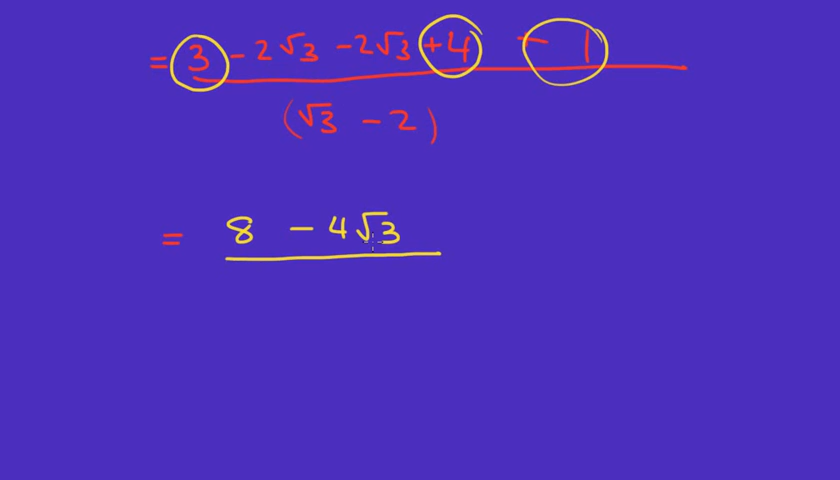 = 3 - 2√3 - 2√3 +4 + 1
(√3 - 2)
= 8 - 4√3